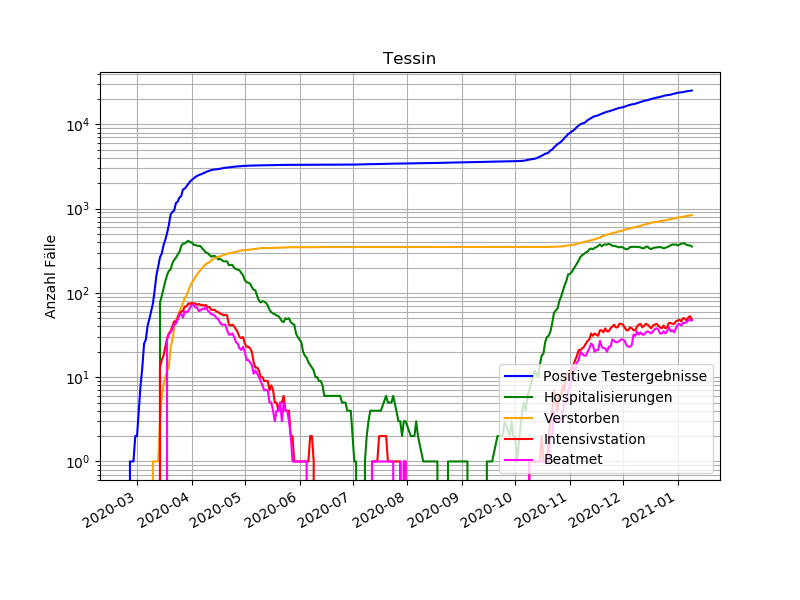 Tessin
Anzahl Fälle
10⁴
10³
10²
10¹
10⁰
Positive Testergebnisse
Hospitalisierungen
Verstorben
Intensivstation
Beatmet
2020-03
2020-04
2020-05
2020-06
2020-07
2020-08
2020-09
2020-10
2020-11
2020-12
2021-01